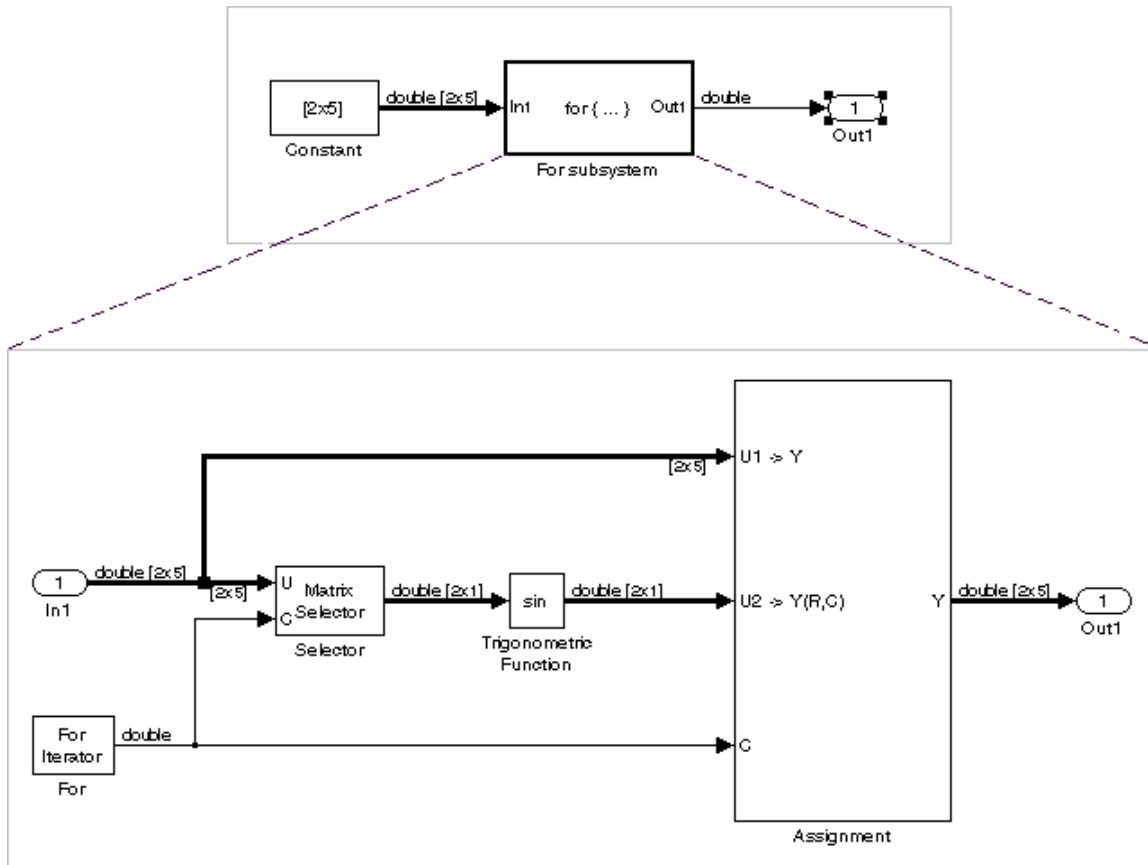 [2x5]
Constant
double [2x5]
In1
for { ... }
Out1
For subsystem
double
1
Out1
[2x5]
U1 -> Y
1
In1
double [2x5]
[2x5]
U
C
Matrix
Selector
Selector
double [2x1]
sin
Trigonometric
Function
double [2x1]
U2 -> Y(R,C)
Y
double [2x5]
1
Out1
For
Iterator
For
double
C
Assignment